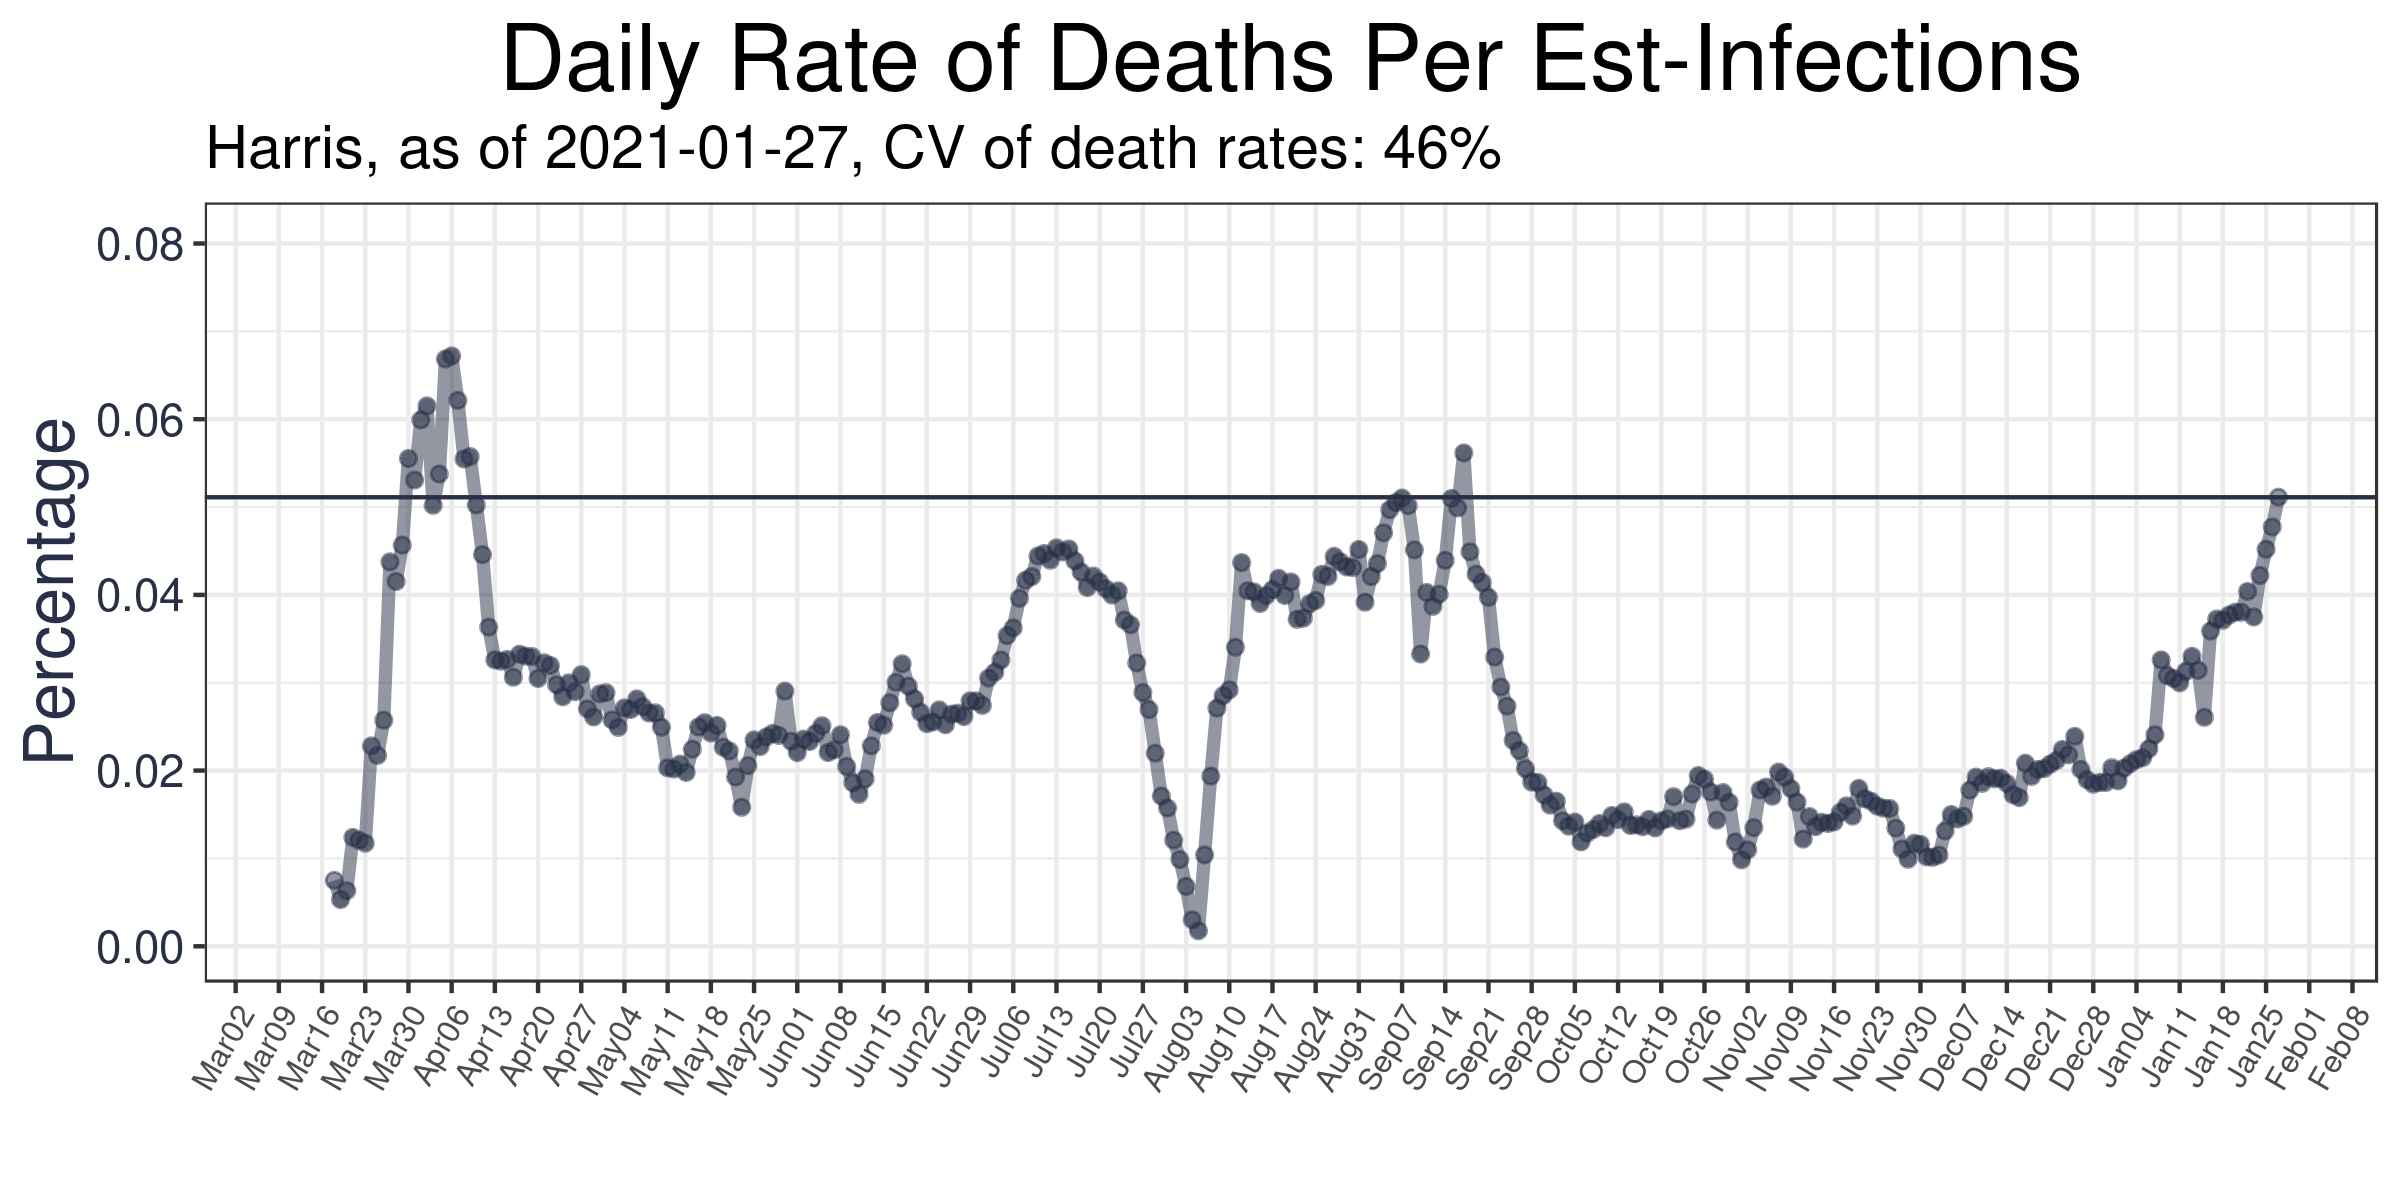 Daily Rate of Deaths Per Est-Infections
Harris, as of 2021-01-27, CV of death rates: 46%
Percentage
0.08
0.06
0.04
0.02
0.00
Mar02
Mar09
Mar16
Mar23
Mar30
Apr06
Apr13
Apr20
Apr27
May04
May11
May18
May25
Jun01
Jun08
Jun15
Jun22
Jun29
Jul06
Jul13
Jul20
Jul27
Aug03
Aug10
Aug17
Aug24
Aug31
Sep07
Sep14
Sep21
Sep28
Oct05
Oct12
Oct19
Oct26
Nov02
Nov09
Nov16
Nov23
Nov30
Dec07
Dec14
Dec21
Dec28
Jan04
Jan11
Jan18
Jan25
Feb01
Feb08